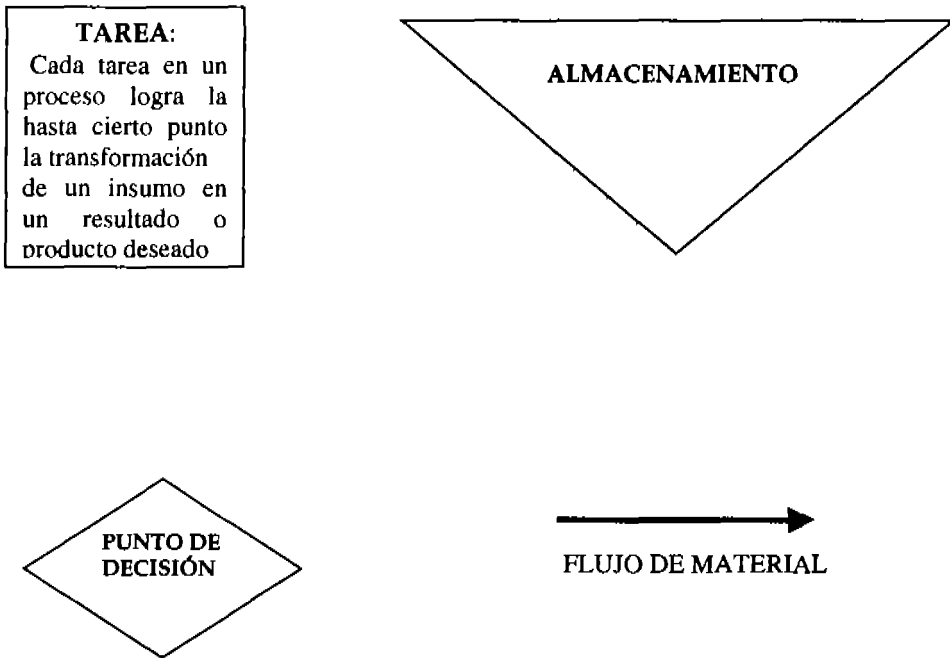 TAREA:
Cada tarea en un
proceso logra la
hasta cierto punto
la transformación
de un insumo en
un resultado o
producto deseado
ALMACENAMIENTO
PUNTO DE
DECISIÓN
FLUJO DE MATERIAL